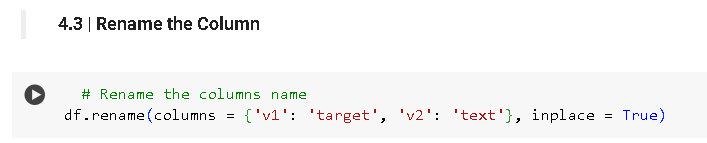 4.3 | Rename the Column
# Rename the columns name
df.rename(columns = {'v1': 'target', 'v2': 'text'}, inplace = True)